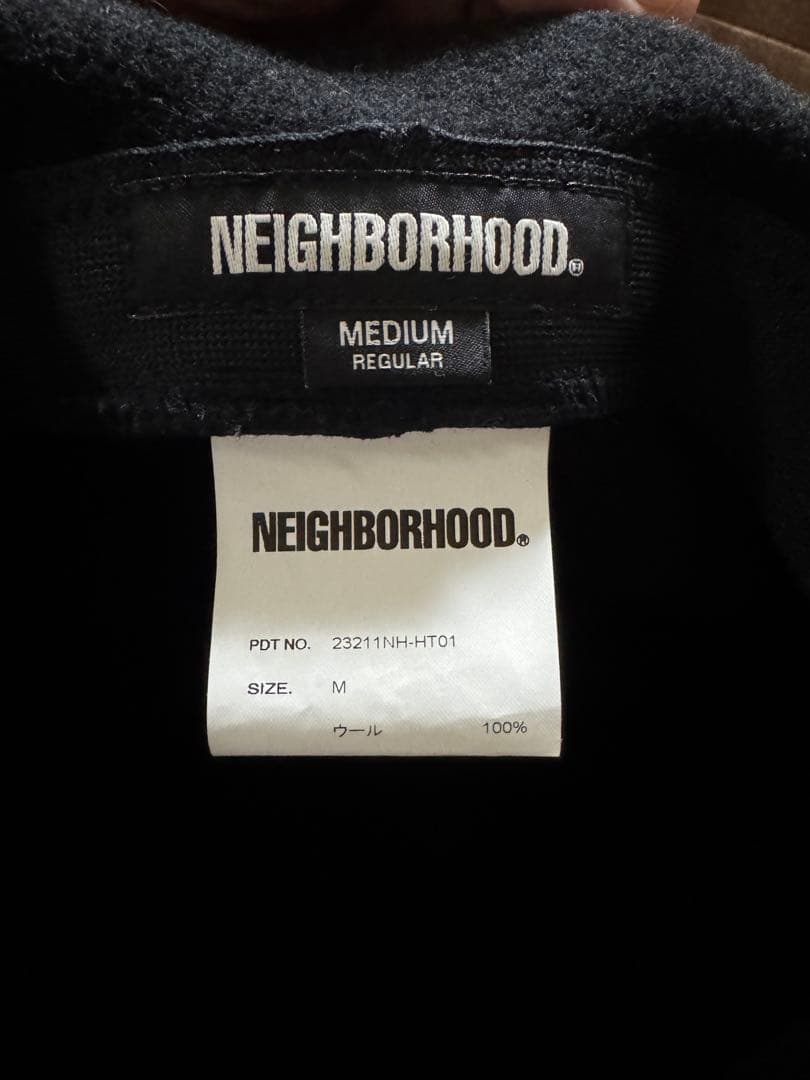 NEIGHBORHOOD®
MEDIUM
REGULAR
NEIGHBORHOOD®
PDT NO. 23211NH-HT01
SIZE. M
ウール 100%